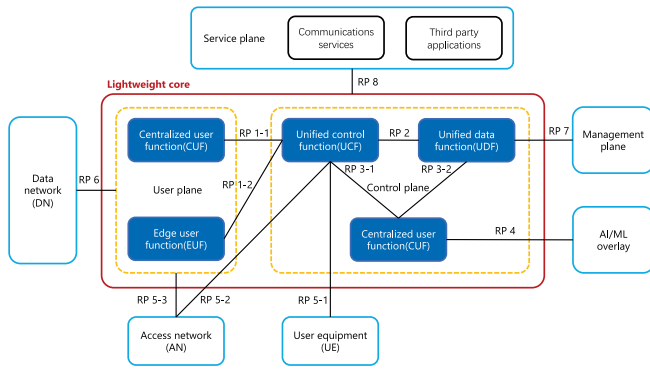 Service plane
Communications
services
Third party
applications
Lightweight core
RP 8
Centralized user
function(CUF)
RP 1-1
Unified control
function(UCF)
RP 2
Unified data
function(UDF)
RP 7
Management
plane
Data
network
(DN)
RP 6
User plane
RP 1-2
RP 3-1
RP 3-2
Control plane
Edge user
function(EUF)
Centralized user
function(CUF)
RP 4
AI/ML
overlay
RP 5-3
RP 5-2
RP 5-1
Access network
(AN)
User equipment
(UE)